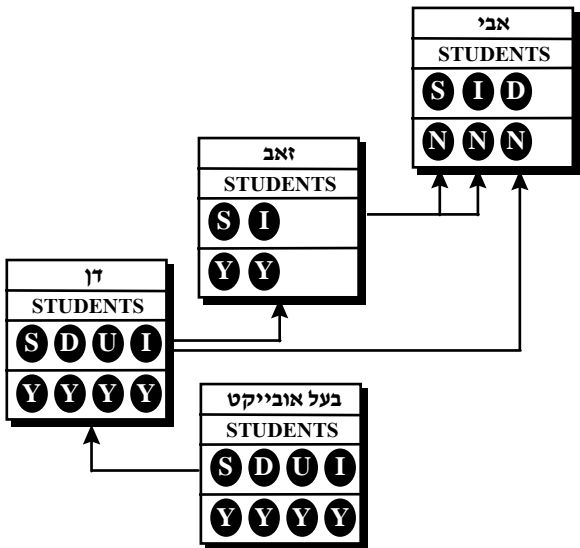 אבי
STUDENTS
S I D
N N N
זאב
STUDENTS
S I
Y Y
דן
STUDENTS
S D U I
Y Y Y Y
בעל אובייקט
STUDENTS
S D U I
Y Y Y Y